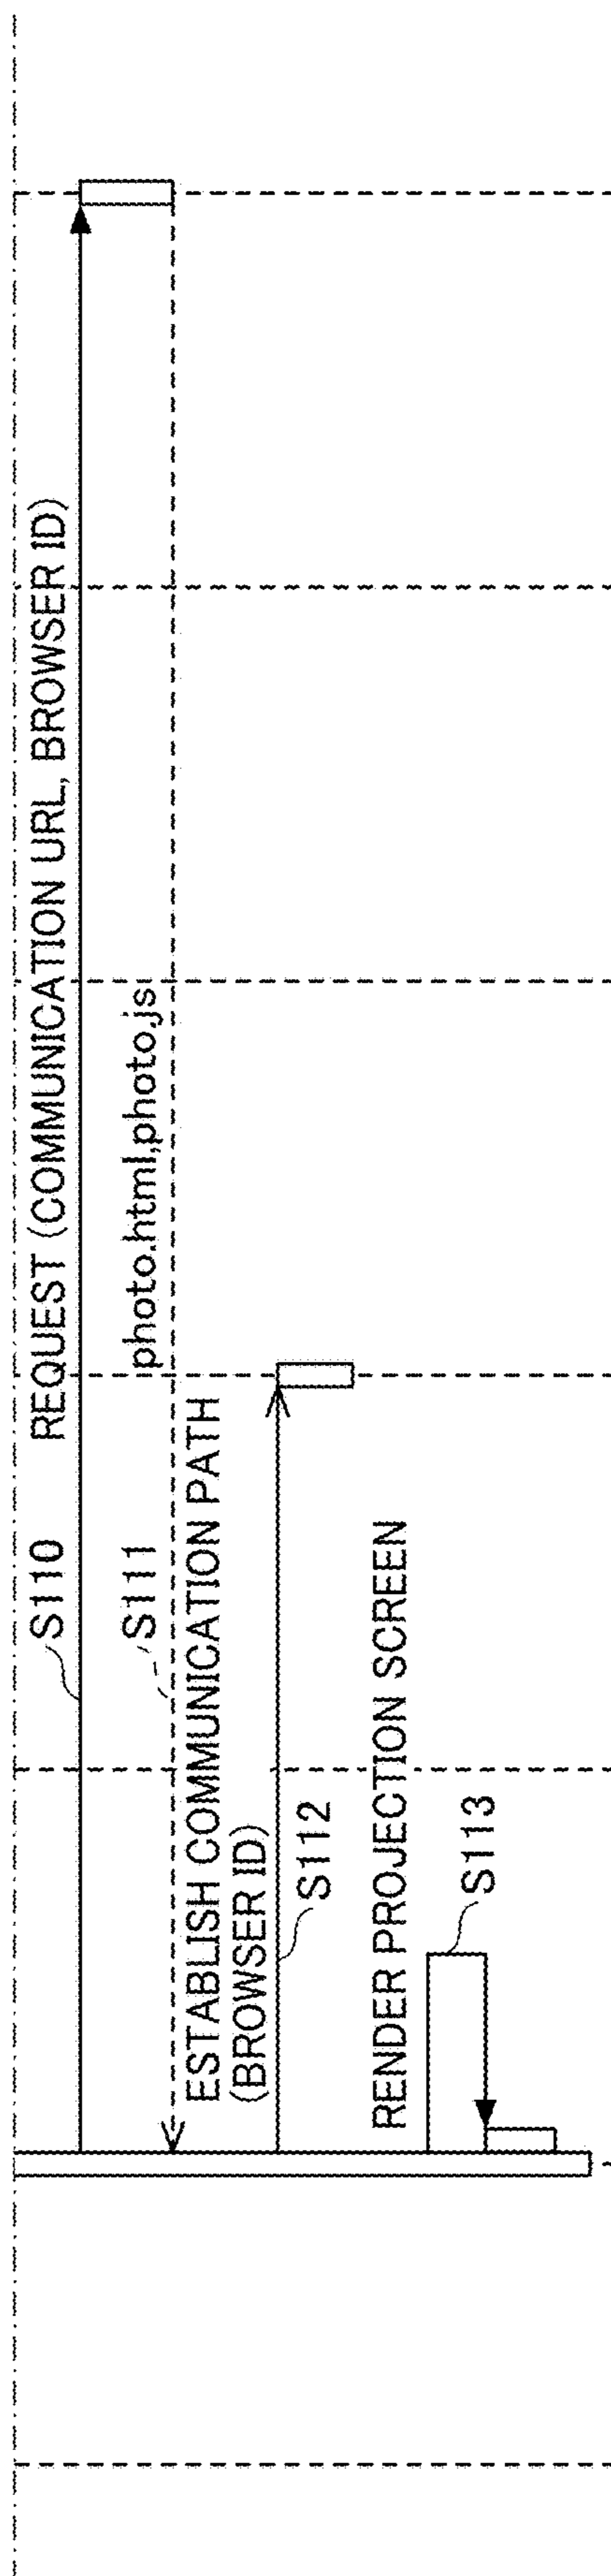 S110
REQUEST (COMMUNICATION URL, BROWSER ID)
S111
photo.html,photo.js
ESTABLISH COMMUNICATION PATH
(BROWSER ID)
S112
RENDER PROJECTION SCREEN
S113